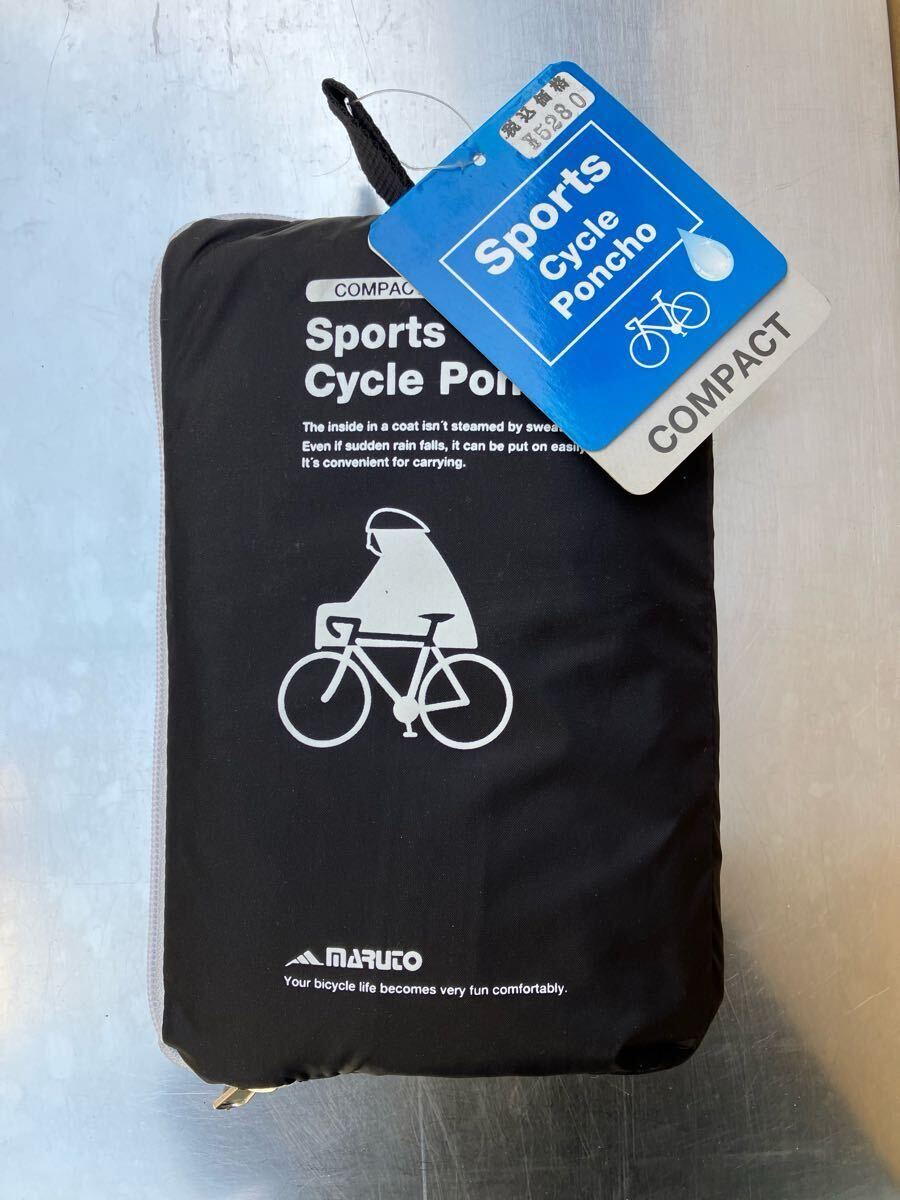 税込価格
¥5280
Sports
Cycle
Poncho
COMPACT
COMPAC
Sports
Cycle Pon
The inside in a coat isn´t steamed by swea
Even if sudden rain falls, it can be put on easily
It´s convenient for carrying.
MARUTO
Your bicycle life becomes very fun comfortably.